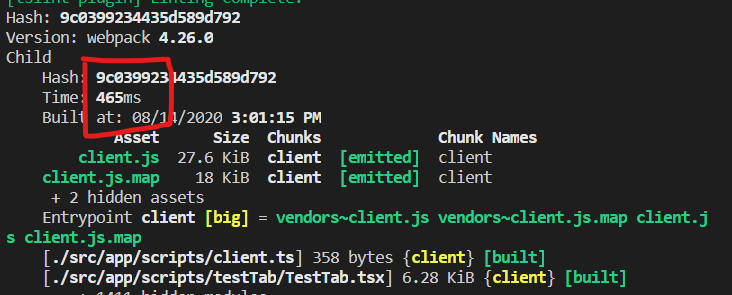 [tslint-plugin] Linting complete.
Hash: 9c0399234435d589d792
Version: webpack 4.26.0
Child
Hash: 9c0399234435d589d792
Time: 465ms
Built at: 08/14/2020 3:01:15 PM
Asset Size Chunks Chunk Names
client.js 27.6 KiB client [emitted] client
client.js.map 18 KiB client [emitted] client
+ 2 hidden assets
Entrypoint client [big] = vendors~client.js vendors~client.js.map client.j
s client.js.map
[./src/app/scripts/client.ts] 358 bytes {client} [built]
[./src/app/scripts/testTab/TestTab.tsx] 6.28 KiB {client} [built]
+ 1411 hidden modules